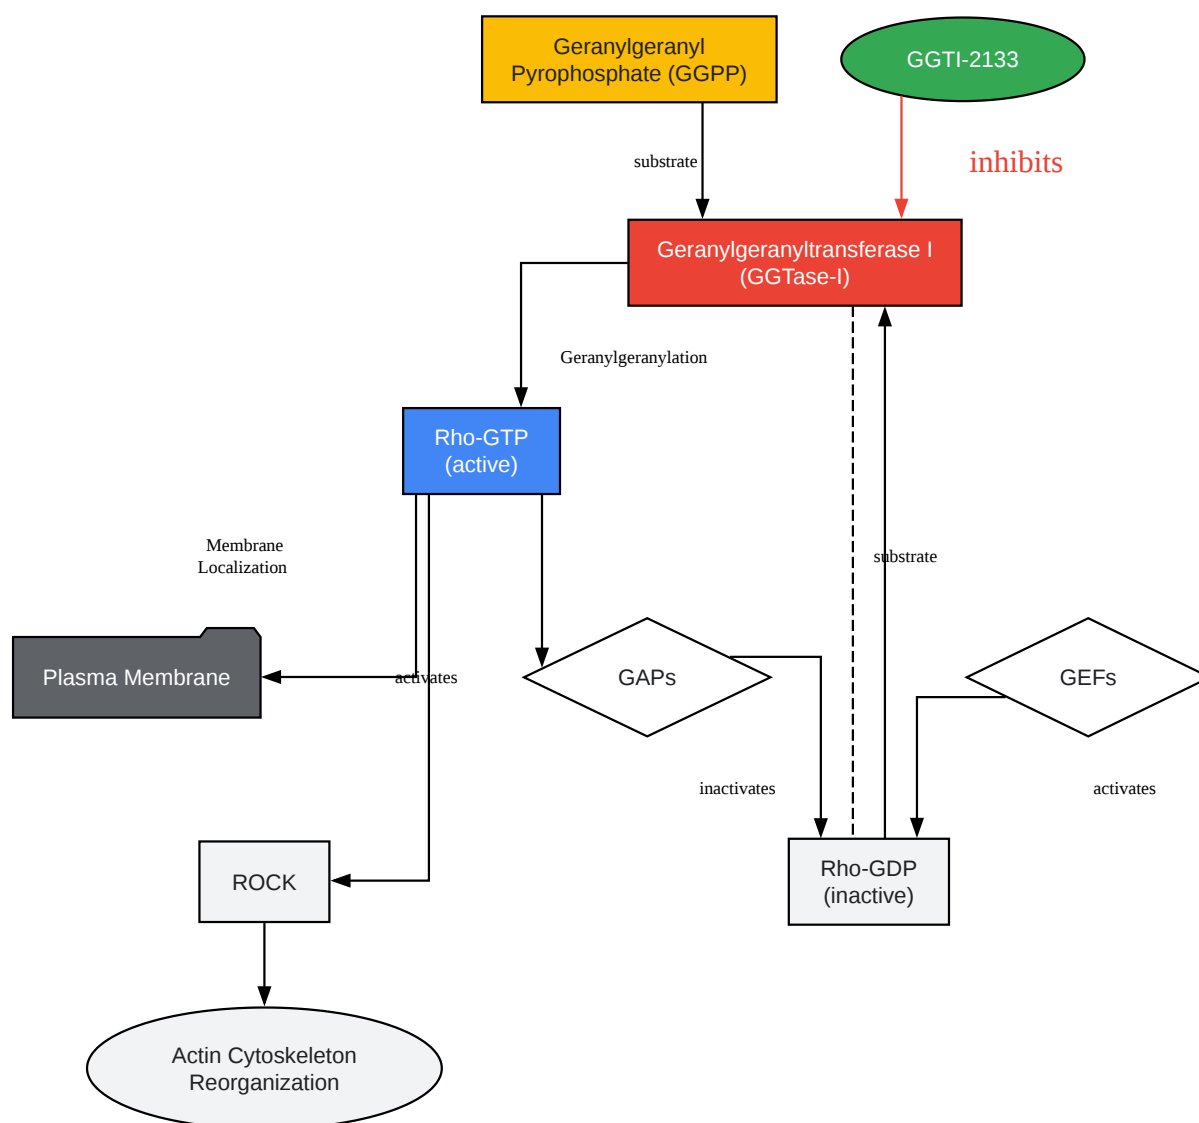 Geranylgeranyl
Pyrophosphate (GGPP)
GGTI-2133
substrate
inhibits
Geranylgeranyltransferase I
(GGTase-I)
Geranylgeranylation
Rho-GTP
(active)
Membrane
Localization
substrate
Plasma Membrane
activates
GAPs
GEFs
inactivates
activates
ROCK
Rho-GDP
(inactive)
Actin Cytoskeleton
Reorganization